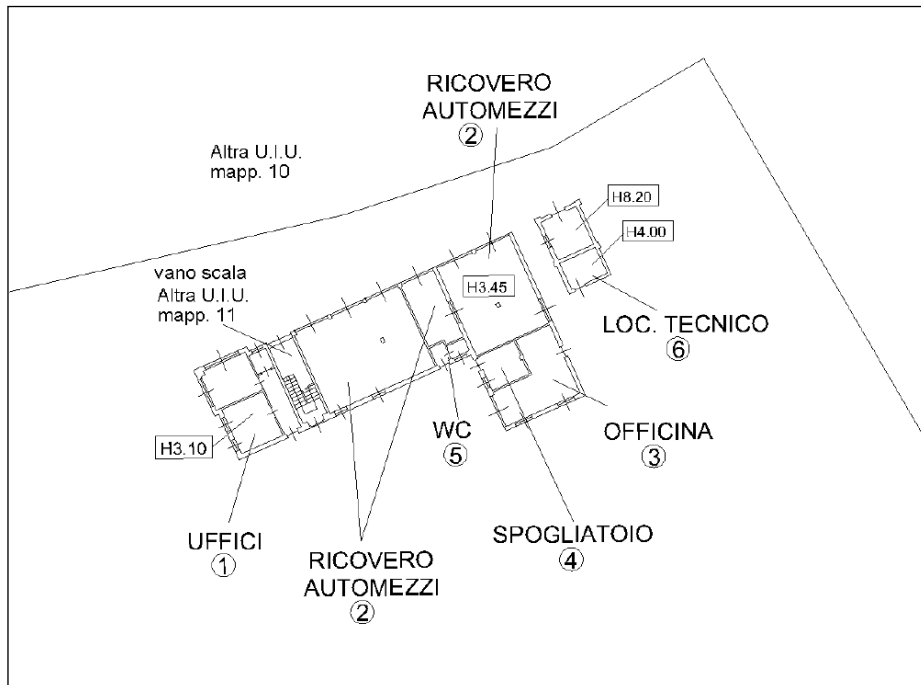 RICOVERO
AUTOMEZZI
2
Altra U.I.U.
mapp. 10
H8.20
H4.00
vano scala
Altra U.I.U.
mapp. 11
H3.45
LOC. TECNICO
6
WC
5
OFFICINA
3
H3.10
UFFICI
1
RICOVERO
AUTOMEZZI
2
SPOGLIATOIO
4